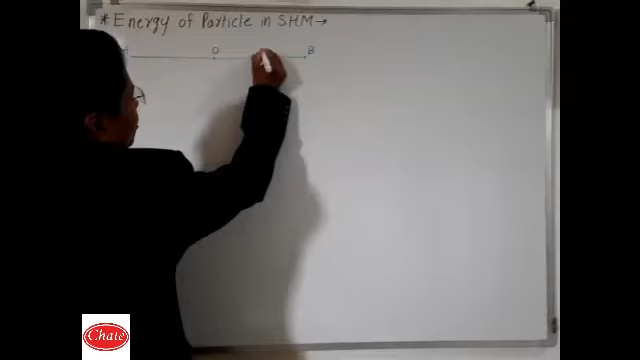 *Energy of Particle in SHM→
O B
Chate